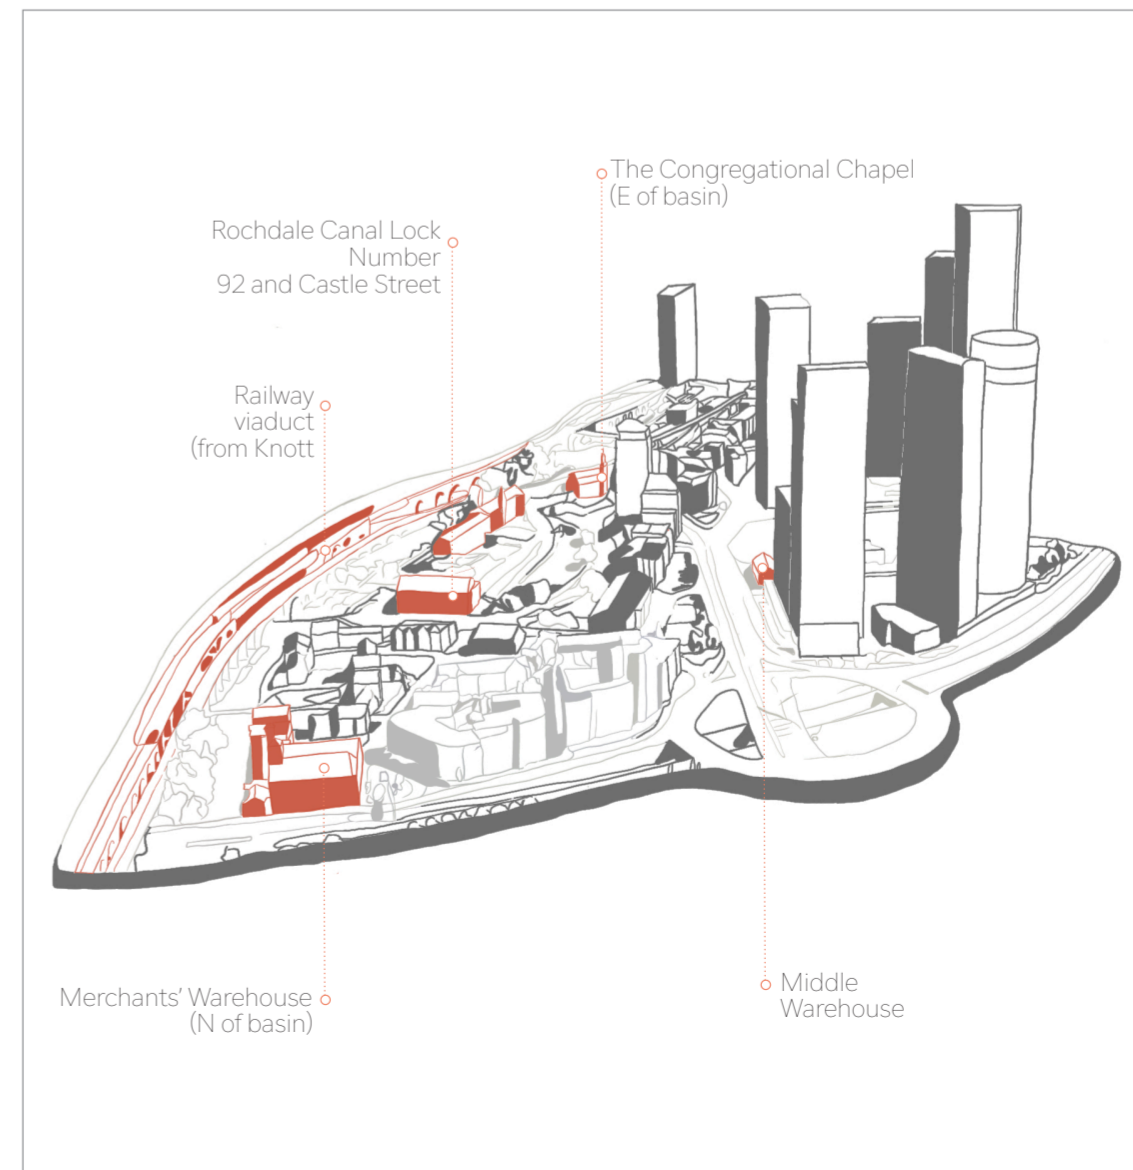 The Congregational Chapel
(E of basin)
Rochdale Canal Lock
Number
92 and Castle Street
Railway
viaduct
(from Knott
Merchants' Warehouse
(N of basin)
Middle
Warehouse